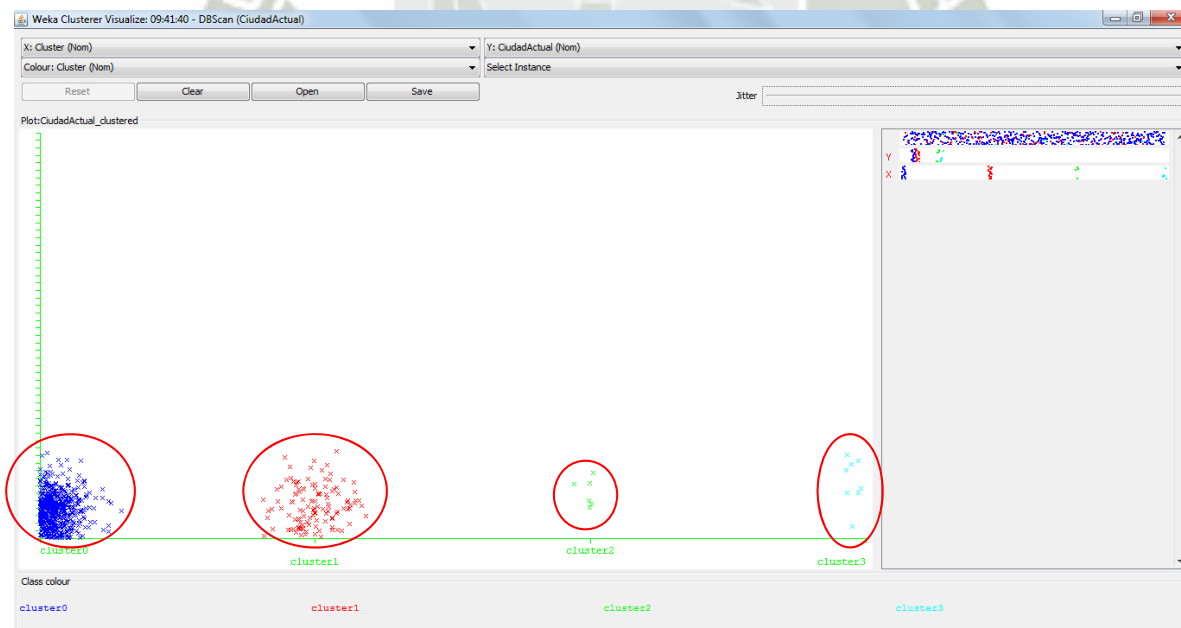 Weka Clusterer Visualize: 09:41:40 - DBScan (CiudadActual)
X: Cluster (Nom) Y: CiudadActual (Nom)
Colour: Cluster (Nom) Select Instance
Reset Clear Open Save Jitter
Plot:CiudadActual_clustered
Y
X
cluster0 cluster2
cluster1 cluster3
Class colour
cluster0 cluster1 cluster2 cluster3